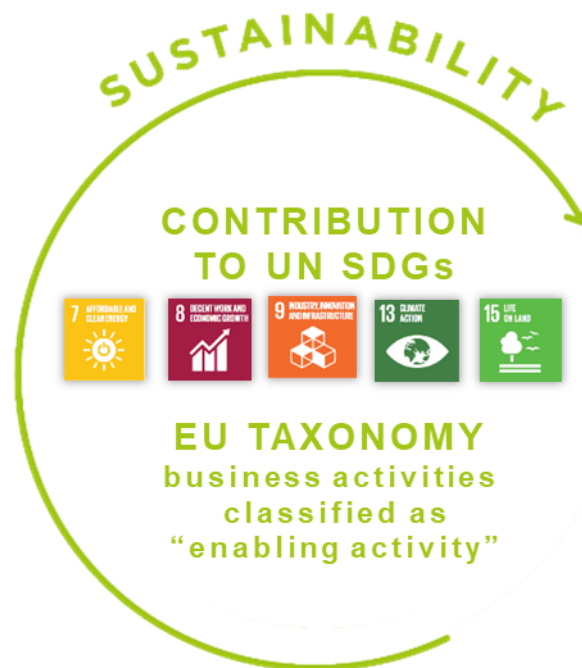 SUSTAINABILITY
CONTRIBUTION
TO UN SDGs
7 AFFORDABLE AND
CLEAN ENERGY
8 DECENT WORK AND
ECONOMIC GROWTH
9 INDUSTRY, INNOVATION
AND INFRASTRUCTURE
13 CLIMATE
ACTION
15 LIFE
ON LAND
EU TAXONOMY
business activities
classified as
“enabling activity”